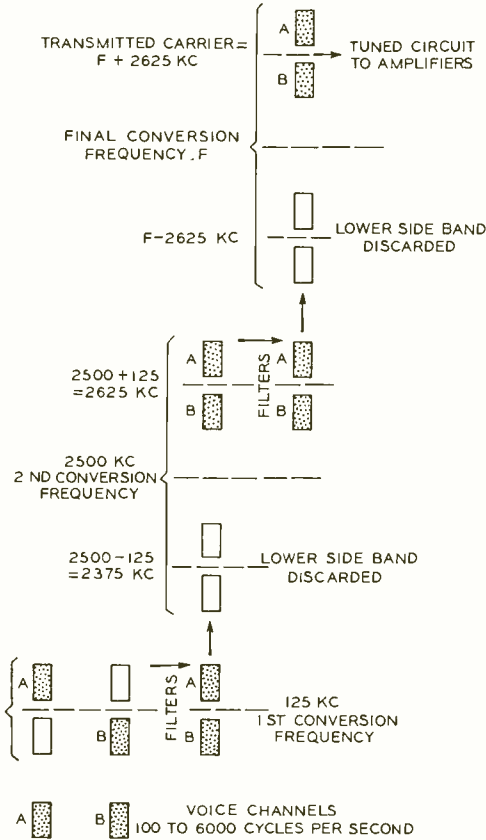 TRANSMITTED CARRIER=
F + 2625 KC
A
B
TUNED CIRCUIT
TO AMPLIFIERS
FINAL CONVERSION
FREQUENCY, F
F-2625 KC
LOWER SIDE BAND
DISCARDED
2500+125
=2625 KC
A
B
FILTERS
A
B
2500 KC
2 ND CONVERSION
FREQUENCY
2500-125
=2375 KC
LOWER SIDE BAND
DISCARDED
A
B
FILTERS
A
B
125 KC
1 ST CONVERSION
FREQUENCY
A
B
VOICE CHANNELS
100 TO 6000 CYCLES PER SECOND